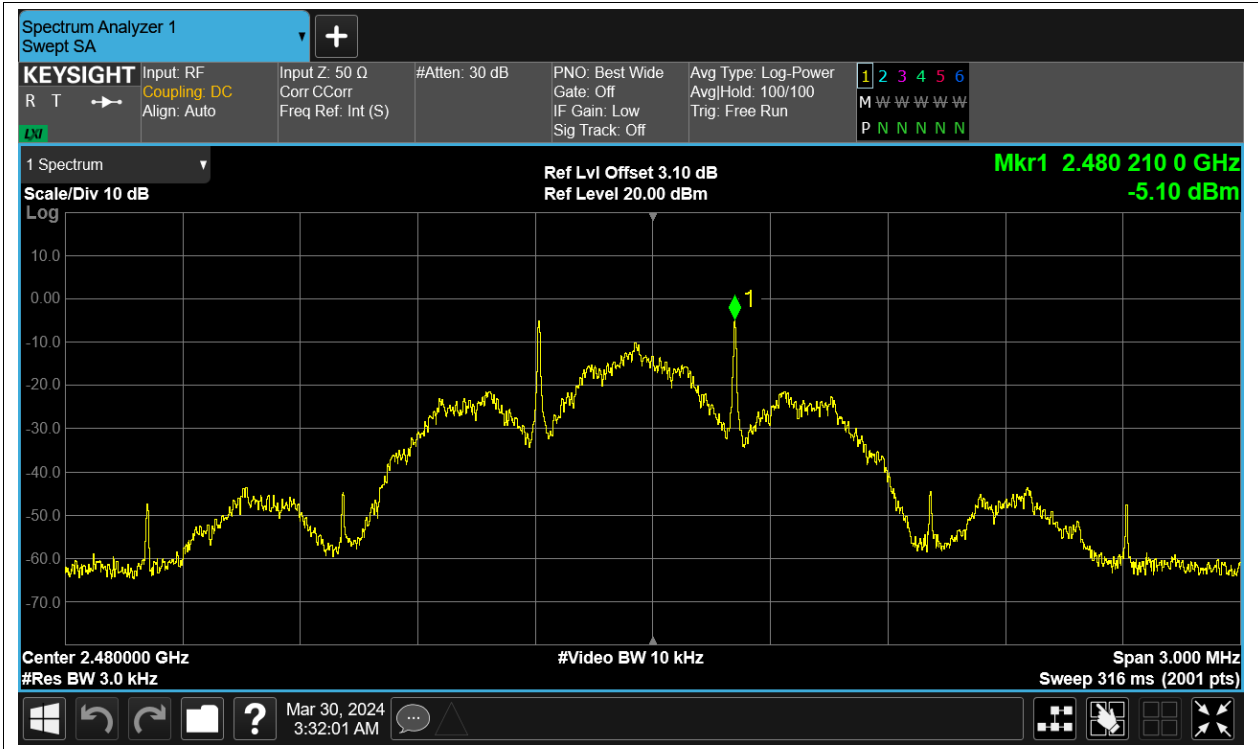 Spectrum Analyzer 1
Swept SA
+
KEYSIGHT
R T
LXI
Input: RF
Coupling: DC
Align: Auto
Input Z: 50 Ω
Corr CCorr
Freq Ref: Int (S)
#Atten: 30 dB
PNO: Best Wide
Gate: Off
IF Gain: Low
Sig Track: Off
Avg Type: Log-Power
Avg|Hold: 100/100
Trig: Free Run
1 2 3 4 5 6
M W W W W W
P N N N N N
1 Spectrum
Scale/Div 10 dB
Log
Ref Lvl Offset 3.10 dB
Ref Level 20.00 dBm
Mkr1 2.480 210 0 GHz
-5.10 dBm
10.0
0.00
-10.0
-20.0
-30.0
-40.0
-50.0
-60.0
-70.0
1
Center 2.480000 GHz
#Res BW 3.0 kHz
#Video BW 10 kHz
Span 3.000 MHz
Sweep 316 ms (2001 pts)
?
Mar 30, 2024
3:32:01 AM